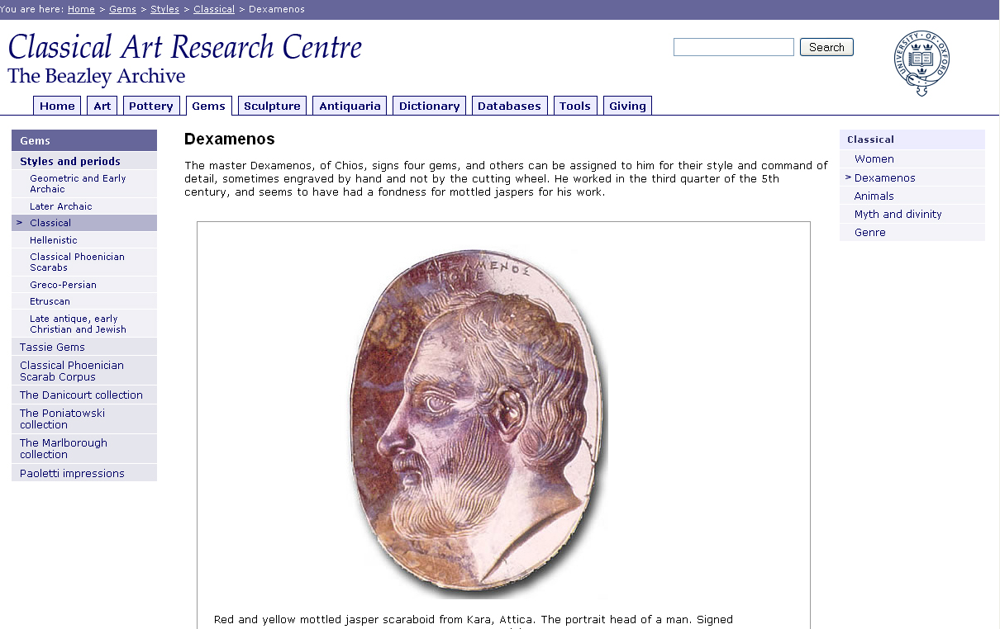 You are here: Home > Gems > Styles > Classical > Dexamenos
Classical Art Research Centre
The Beazley Archive
Search
UNIVERSITY · OF · OXFORD
Home Art Pottery Gems Sculpture Antiquaria Dictionary Databases Tools Giving
Gems
Styles and periods
Geometric and Early
Archaic
Later Archaic
> Classical
Hellenistic
Classical Phoenician
Scarabs
Greco-Persian
Etruscan
Late antique, early
Christian and Jewish
Tassie Gems
Classical Phoenician
Scarab Corpus
The Danicourt collection
The Poniatowski
collection
The Marlborough
collection
Paoletti impressions
Dexamenos
The master Dexamenos, of Chios, signs four gems, and others can be assigned to him for their style and command of
detail, sometimes engraved by hand and not by the cutting wheel. He worked in the third quarter of the 5th
century, and seems to have had a fondness for mottled jaspers for his work.
Red and yellow mottled jasper scaraboid from Kara, Attica. The portrait head of a man. Signed
Classical
Women
> Dexamenos
Animals
Myth and divinity
Genre